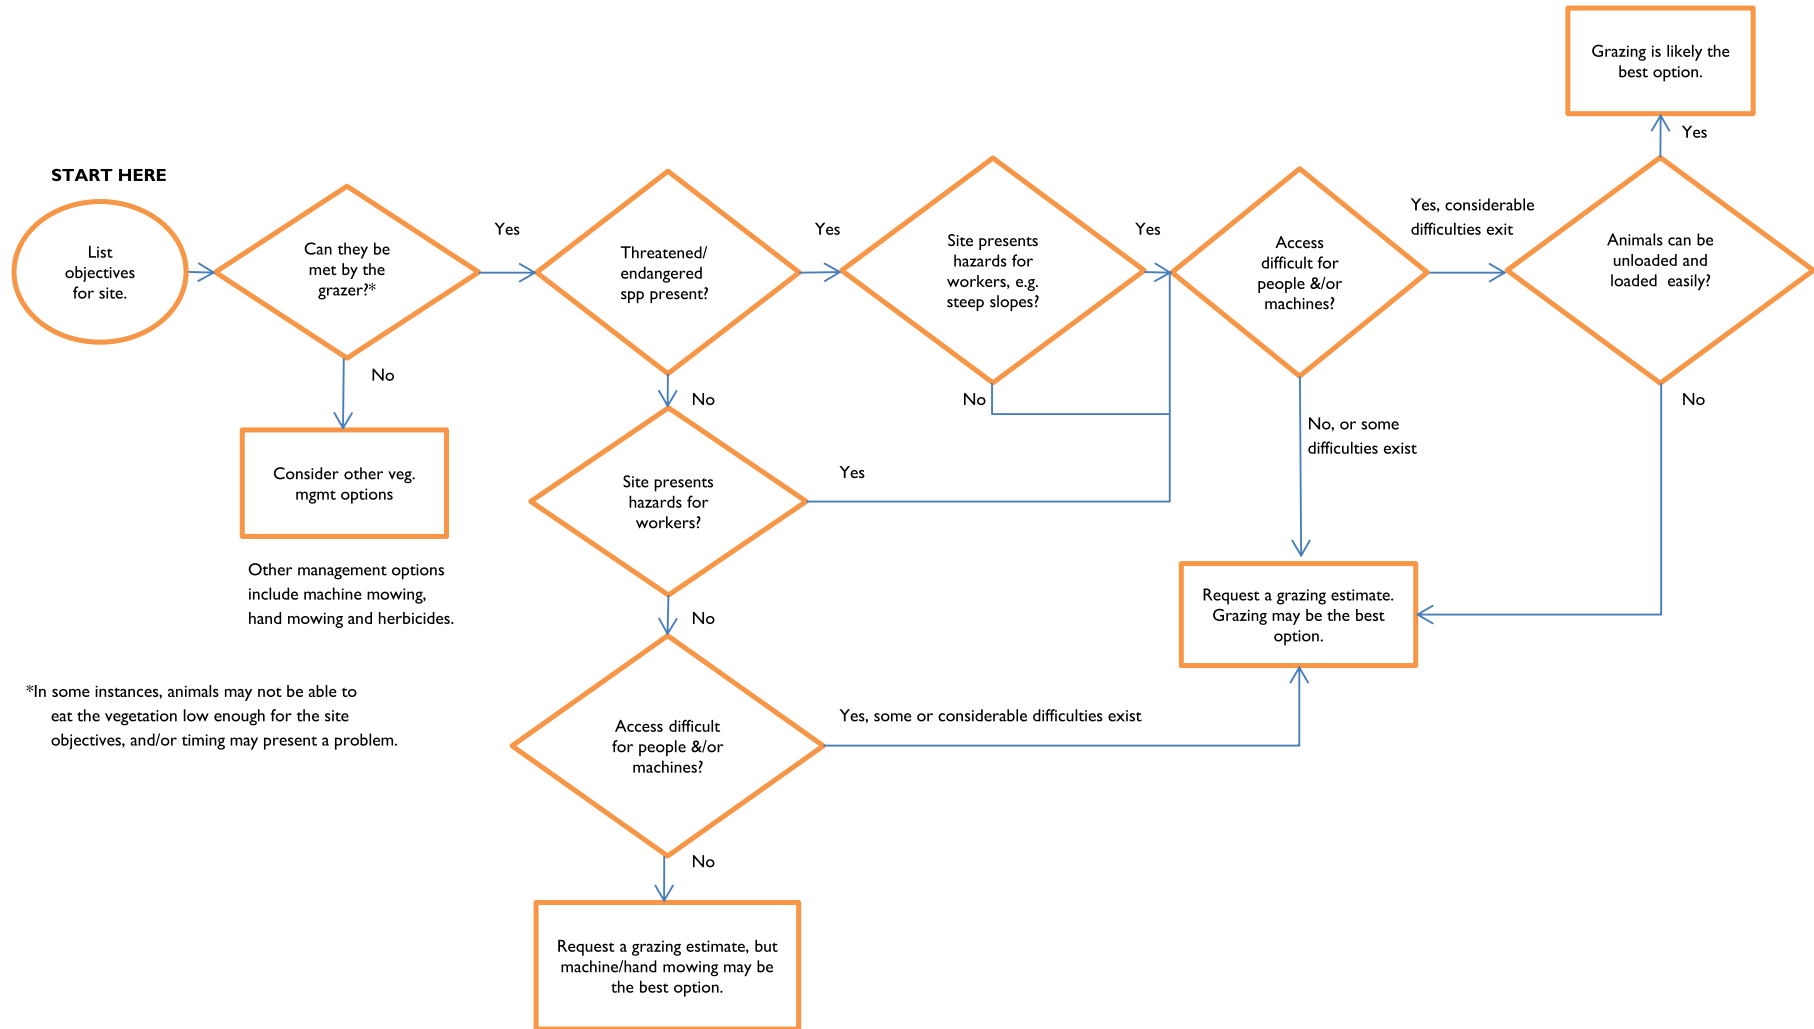 Grazing is likely the
best option.
Yes
START HERE
List
objectives
for site.
Can they be
met by the
grazer?*
Yes
Threatened/
endangered
spp present?
Yes
Site presents
hazards for
workers, e.g.
steep slopes?
Yes
Access
difficult for
people &/or
machines?
Yes, considerable
difficulties exit
Animals can be
unloaded and
loaded easily?
No
No
No
No
No, or some
difficulties exist
Consider other veg.
mgmt options
Site presents
hazards for
workers?
Yes
Other management options
include machine mowing,
hand mowing and herbicides.
No
Request a grazing estimate.
Grazing may be the best
option.
*In some instances, animals may not be able to
eat the vegetation low enough for the site
objectives, and/or timing may present a problem.
Access difficult
for people &/or
machines?
Yes, some or considerable difficulties exist
No
Request a grazing estimate, but
machine/hand mowing may be
the best option.